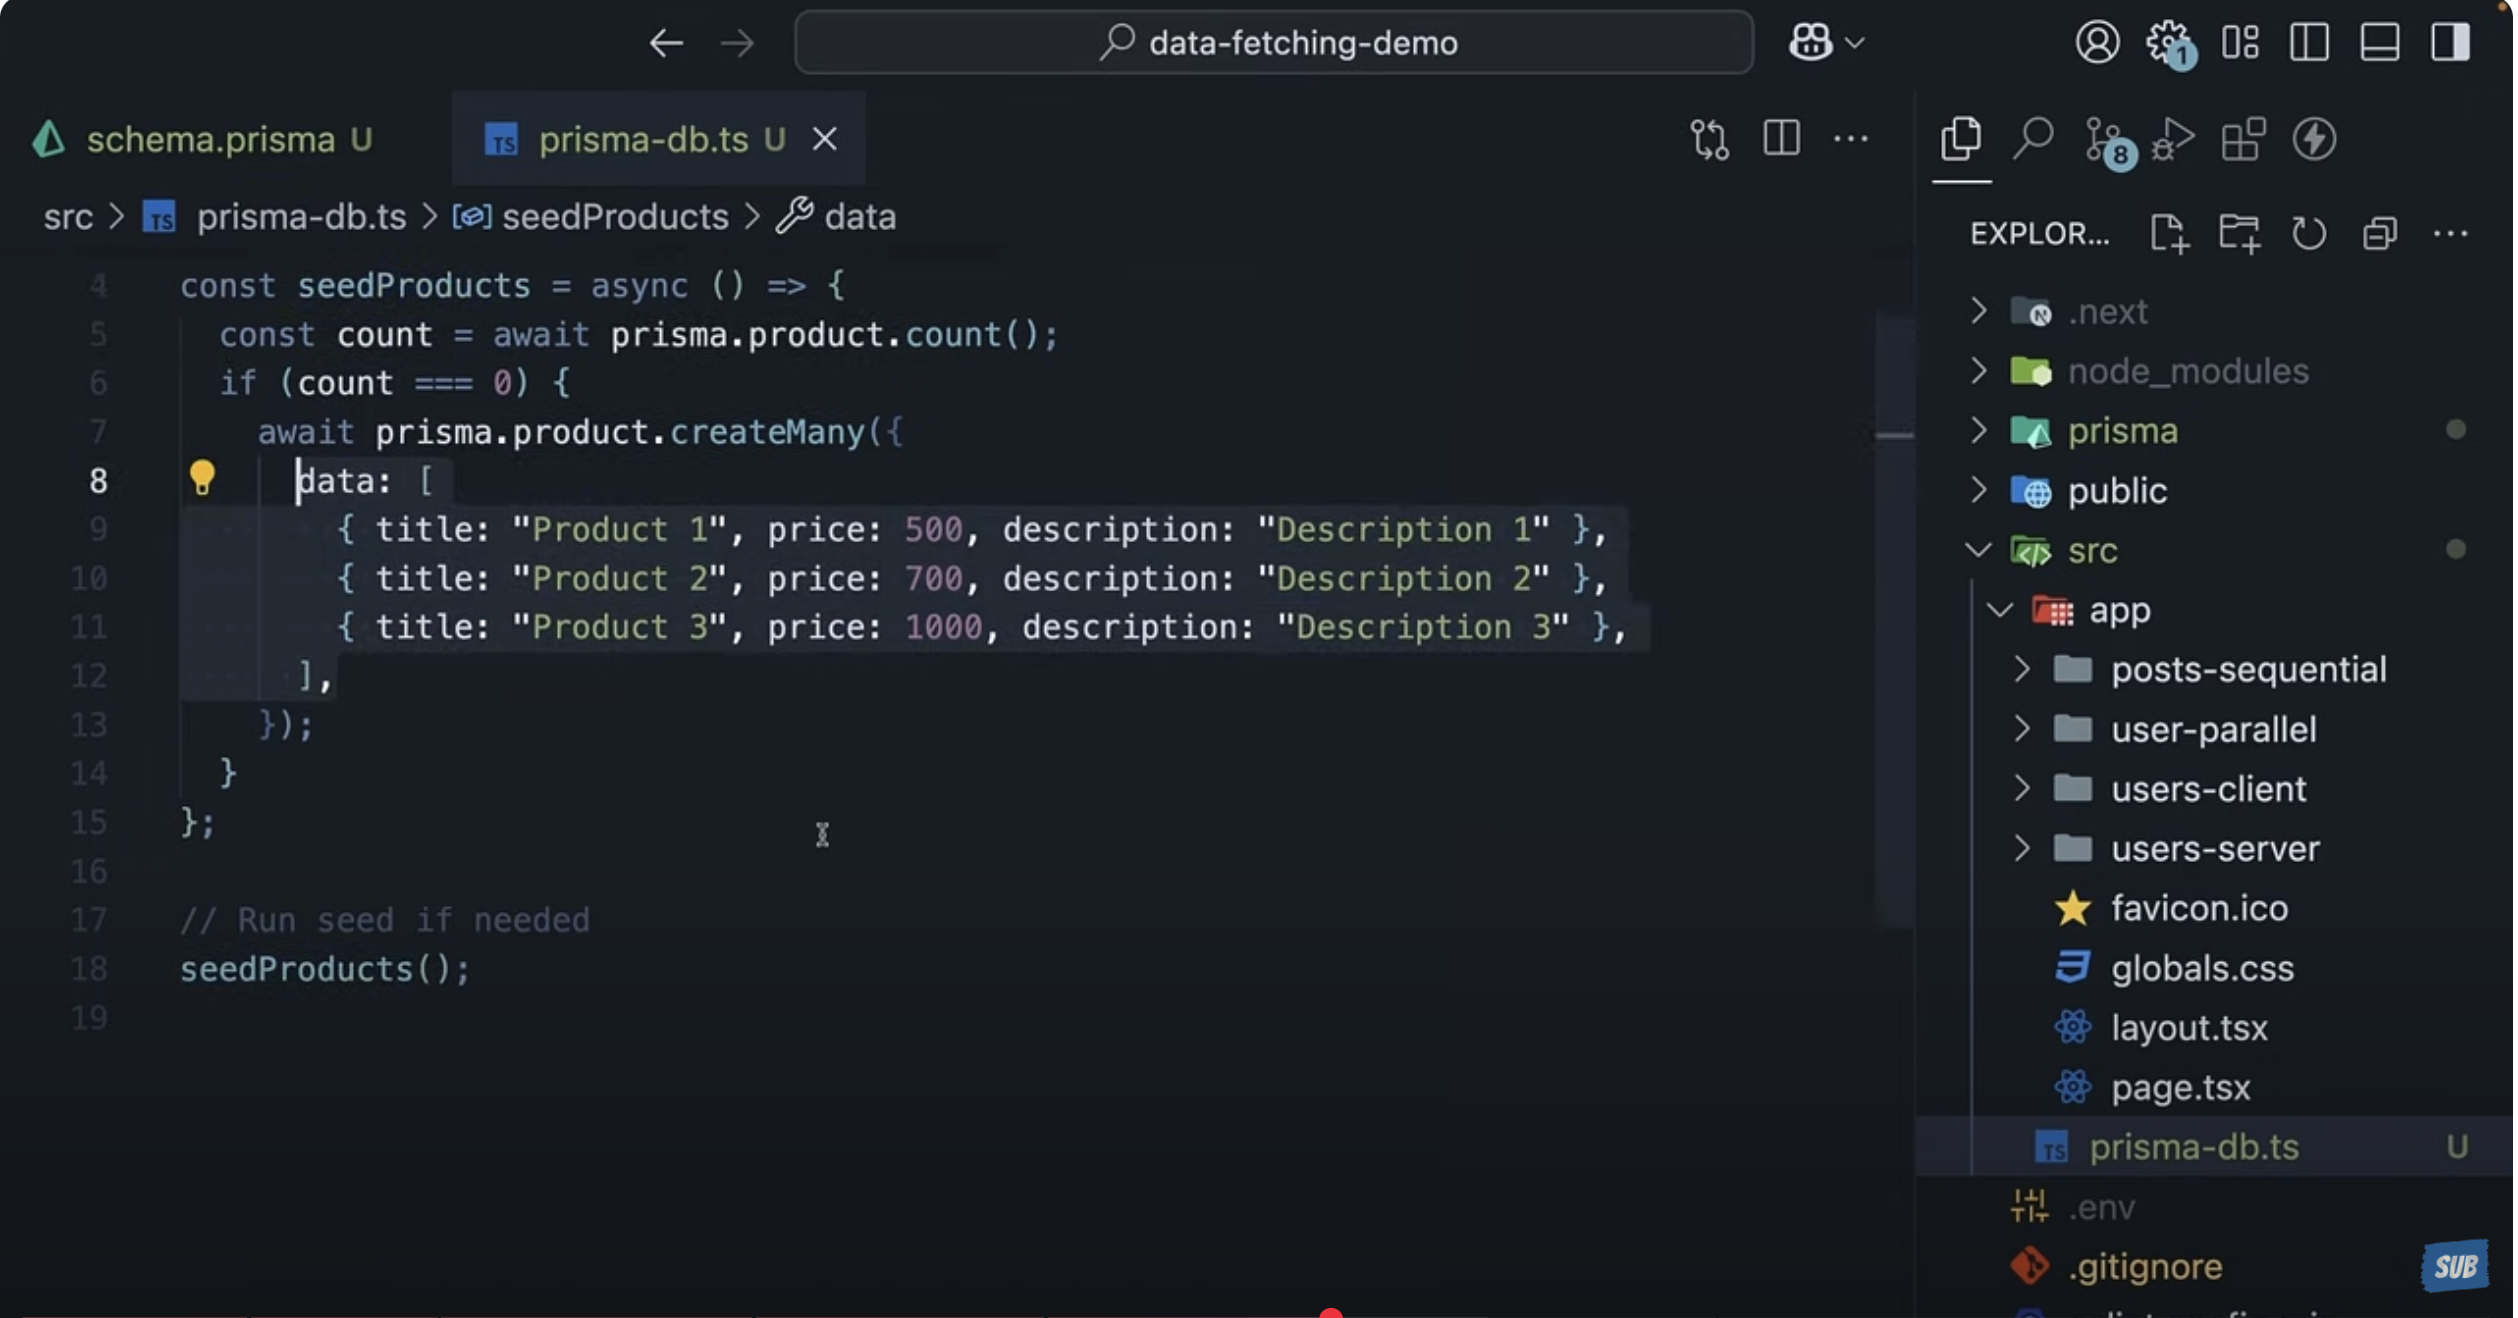 data-fetching-demo
1
schema.prisma U
TS prisma-db.ts U
8
src > TS prisma-db.ts > seedProducts > data
EXPLOR...
4 const seedProducts = async () => {
5 const count = await prisma.product.count();
6 if (count === 0) {
7 await prisma.product.createMany({
8 data: [
9 { title: "Product 1", price: 500, description: "Description 1" },
10 { title: "Product 2", price: 700, description: "Description 2" },
11 { title: "Product 3", price: 1000, description: "Description 3" },
12 ],
13 });
14 }
15 };
16
17 // Run seed if needed
18 seedProducts();
19
.next
node_modules
prisma
public
src
app
posts-sequential
user-parallel
users-client
users-server
favicon.ico
globals.css
layout.tsx
page.tsx
TS prisma-db.ts U
.env
.gitignore
SUB